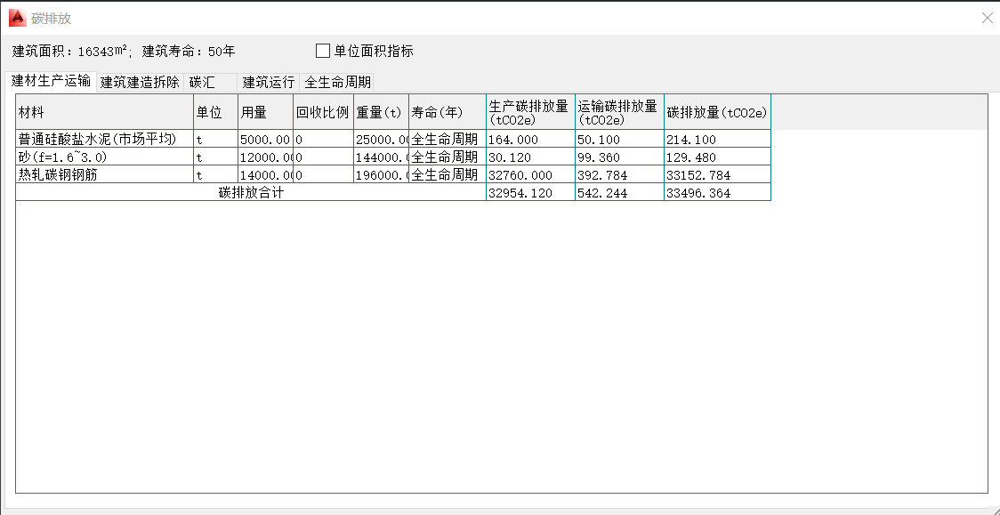 碳排放
建筑面积：16343m²；建筑寿命：50年 单位面积指标
建材生产运输 建筑建造拆除 碳汇 建筑运行 全生命周期
材料 单位 用量 回收比例 重量(t) 寿命(年) 生产碳排放量(tCO2e) 运输碳排放量(tCO2e) 碳排放量(tCO2e)
普通硅酸盐水泥(市场平均) t 5000.00 0 25000.0 全生命周期 164.000 50.100 214.100
砂(f=1.6~3.0) t 12000.00 0 144000. 全生命周期 30.120 99.360 129.480
热轧碳钢钢筋 t 14000.00 0 196000. 全生命周期 32760.000 392.784 33152.784
碳排放合计 32954.120 542.244 33496.364